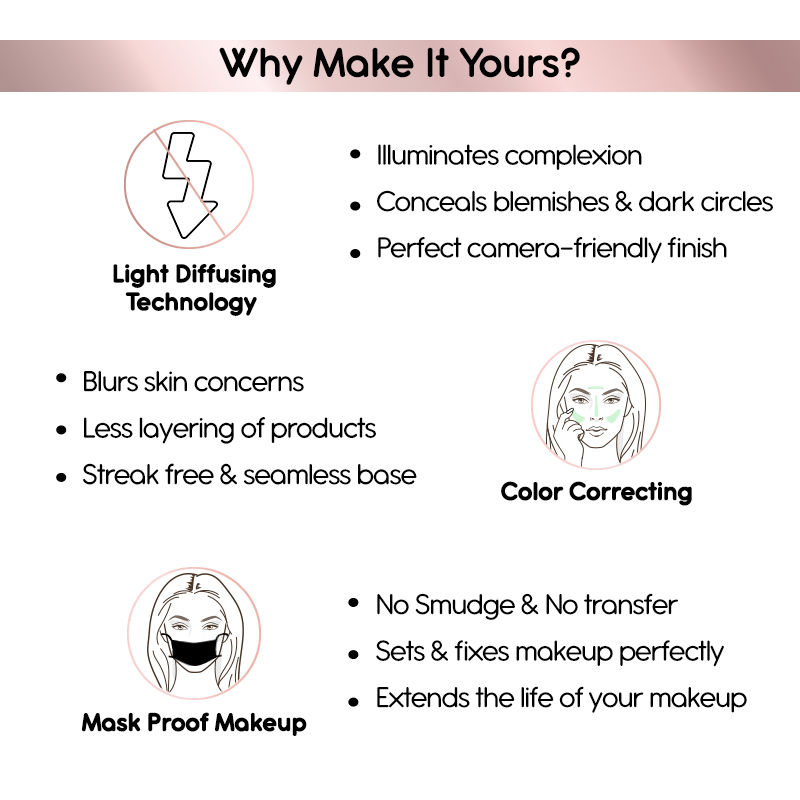 Why Make It Yours?
• Illuminates complexion
• Conceals blemishes & dark circles
• Perfect camera-friendly finish
Light Diffusing
Technology
• Blurs skin concerns
• Less layering of products
• Streak free & seamless base
Color Correcting
• No Smudge & No transfer
• Sets & fixes makeup perfectly
• Extends the life of your makeup
Mask Proof Makeup